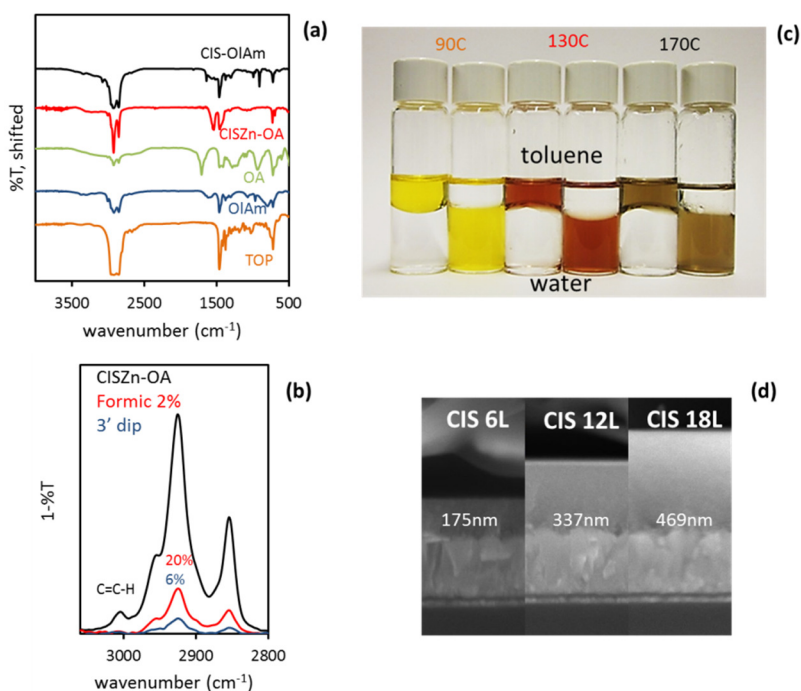 (a)
CIS-OlAm
CISZn-OA
OA
OlAm
TOP
%T, shifted
3500 2500 1500 500
wavenumber (cm-1)
(c)
90C 130C 170C
toluene
water
(b)
CISZn-OA
Formic 2%
3’ dip
1-%T
20%
6%
C=C-H
3000 2900 2800
wavenumber (cm-1)
(d)
CIS 6L CIS 12L CIS 18L
175nm 337nm 469nm